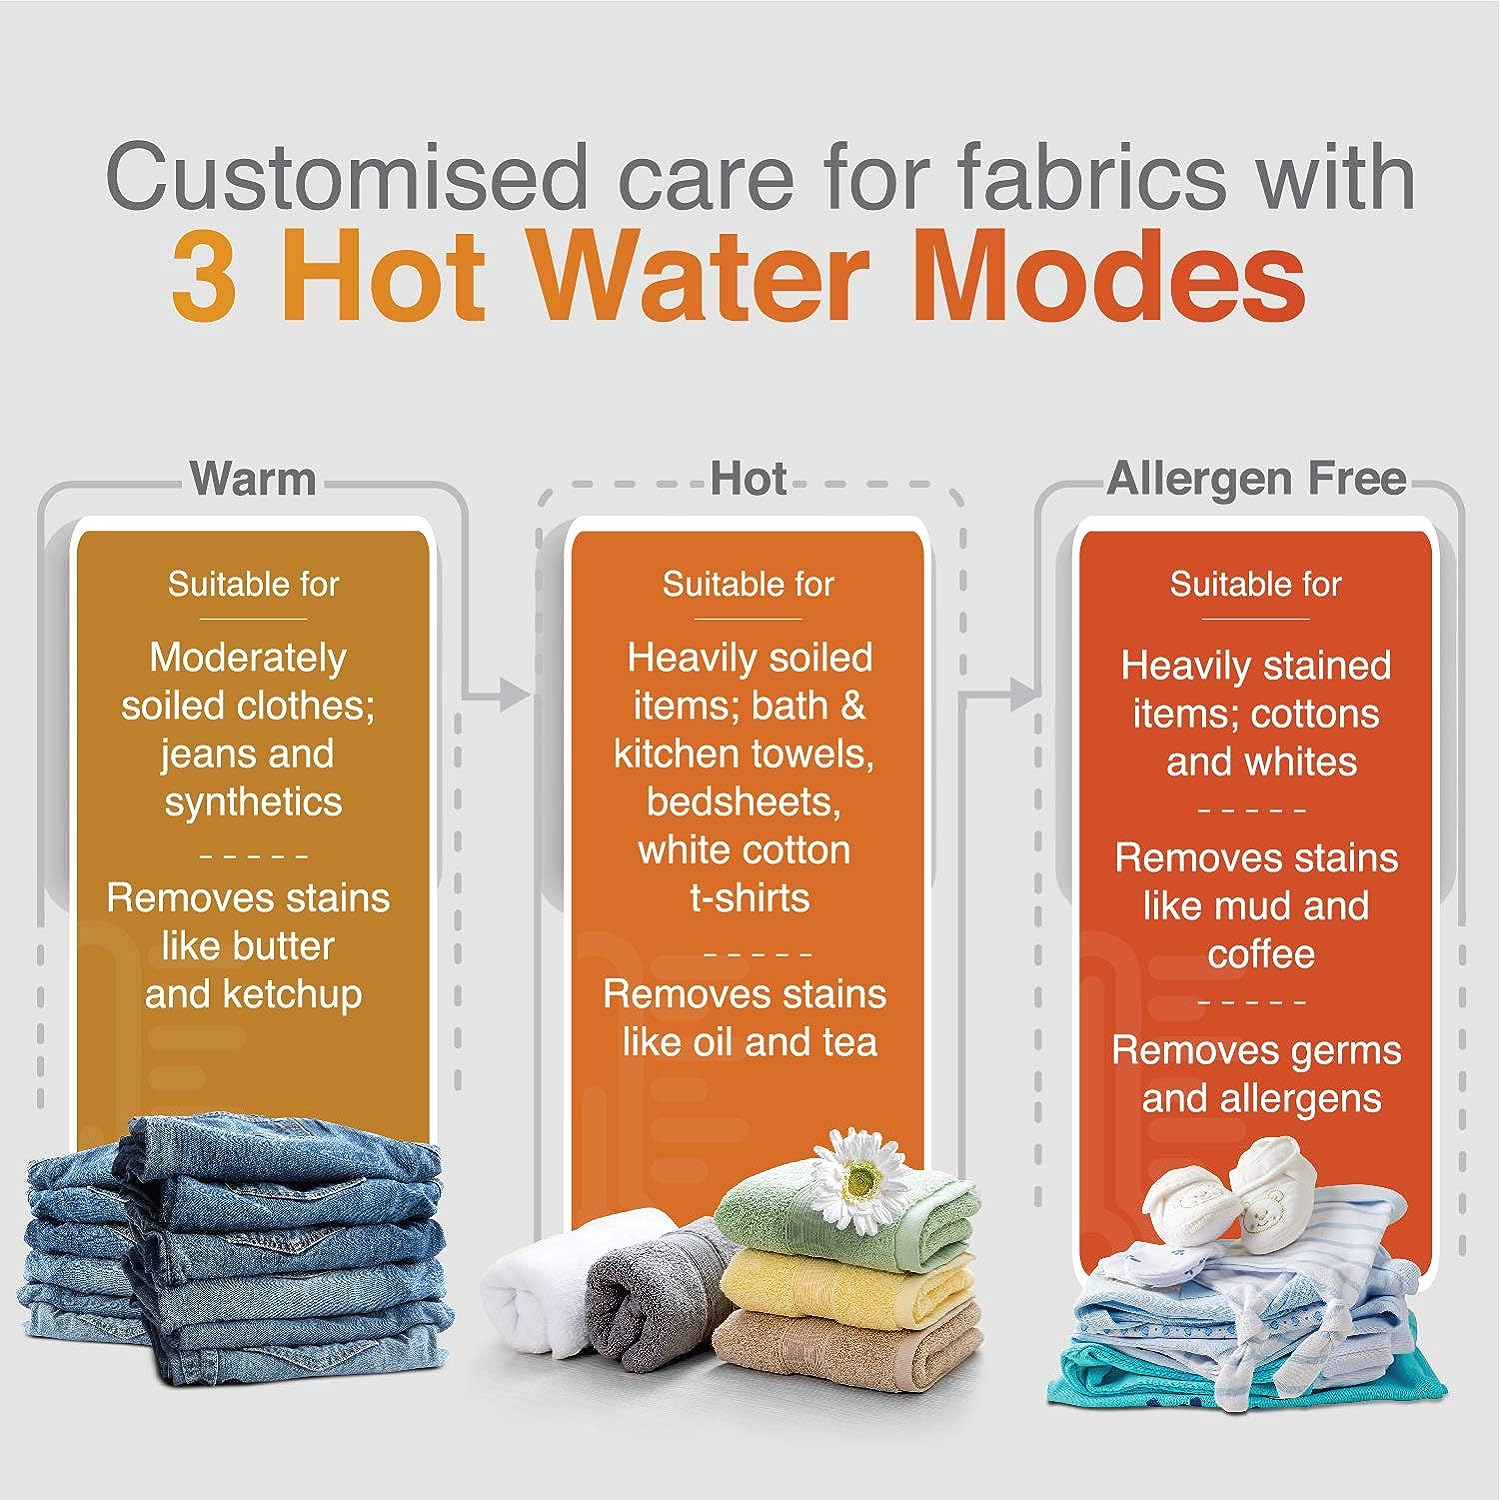 Customised care for fabrics with
3 Hot Water Modes
Warm
Suitable for
Moderately
soiled clothes;
jeans and
synthetics
Removes stains
like butter
and ketchup
Hot
Suitable for
Heavily soiled
items; bath &
kitchen towels,
bedsheets,
white cotton
t-shirts
Removes stains
like oil and tea
Allergen Free
Suitable for
Heavily stained
items; cottons
and whites
Removes stains
like mud and
coffee
Removes germs
and allergens